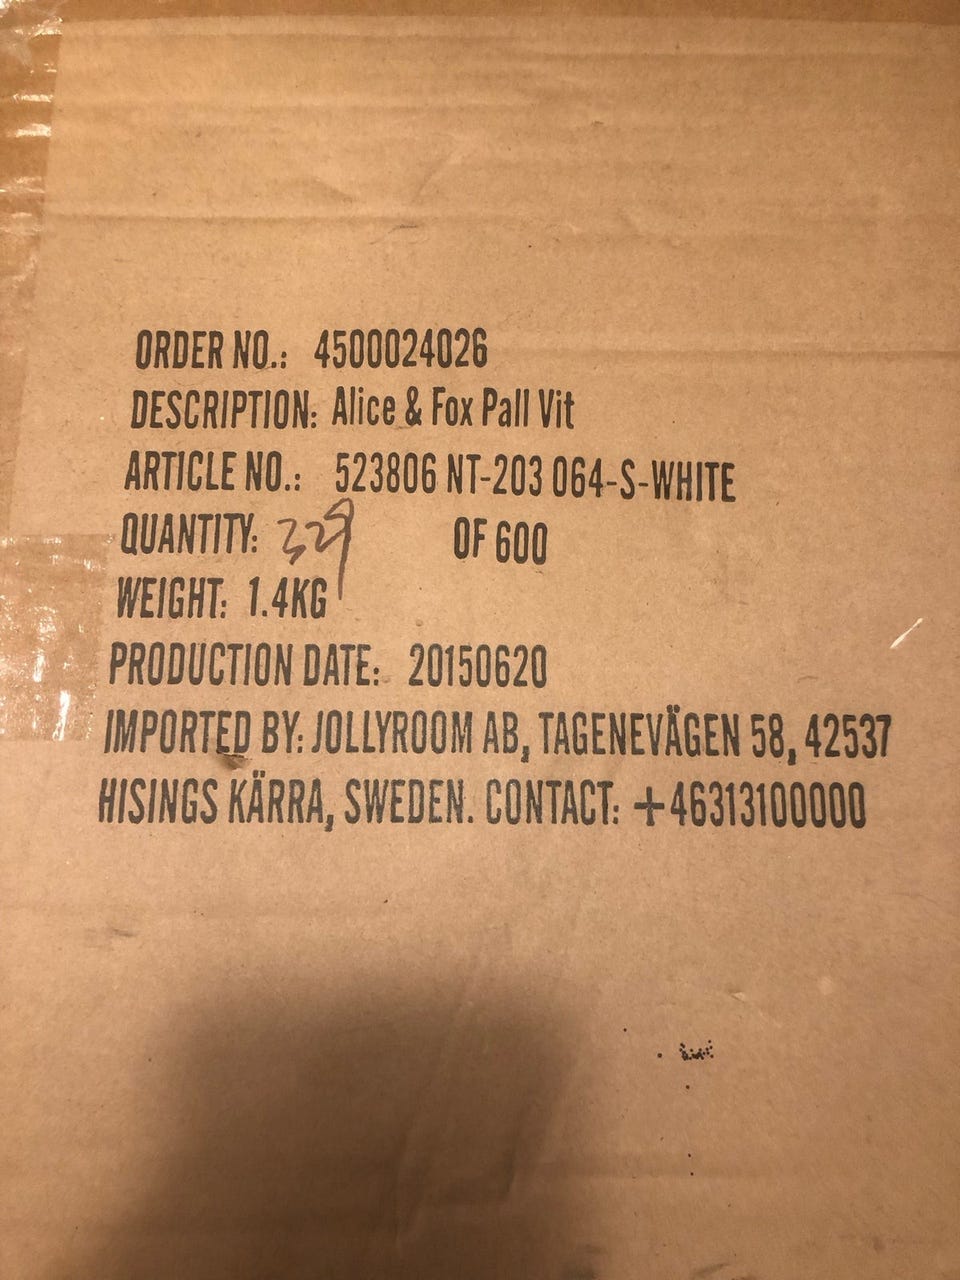 ORDER NO.: 4500024026
DESCRIPTION: Alice & Fox Pall Vit
ARTICLE NO.: 523806 NT-203 064-S-WHITE
QUANTITY: 329 OF 600
WEIGHT: 1.4KG
PRODUCTION DATE: 20150620
IMPORTED BY: JOLLYROOM AB, TAGENEVÄGEN 58, 42537
HISINGS KÄRRA, SWEDEN. CONTACT: +46313100000